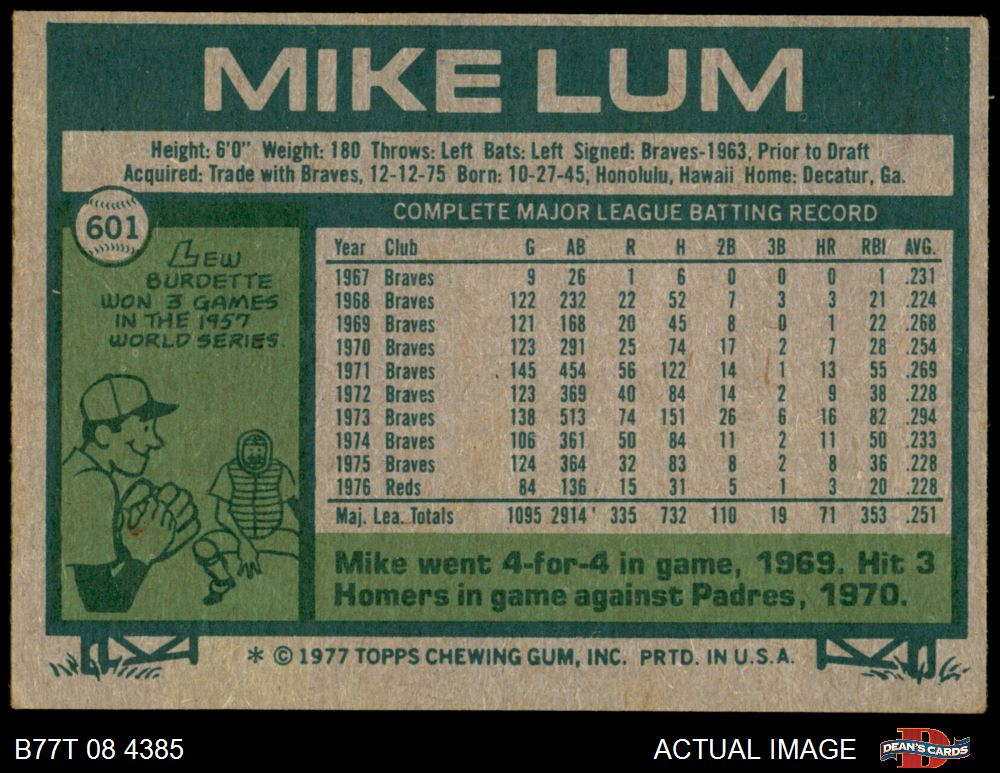 MIKE LUM
Height: 6'0" Weight: 180 Throws: Left Bats: Left Signed: Braves-1963, Prior to Draft
Acquired: Trade with Braves, 12-12-75 Born: 10-27-45, Honolulu, Hawaii Home: Decatur, Ga.
601
LEW
BURDETTE
WON 3 GAMES
IN THE 1957
WORLD SERIES.
COMPLETE MAJOR LEAGUE BATTING RECORD
Year Club G AB R H 2B 3B HR RBI AVG.
1967 Braves 9 26 1 6 0 0 0 1 .231
1968 Braves 122 232 22 52 7 3 3 21 .224
1969 Braves 121 168 20 45 8 0 1 22 .268
1970 Braves 123 291 25 74 17 2 7 28 .254
1971 Braves 145 454 56 122 14 1 13 55 .269
1972 Braves 123 369 40 84 14 2 9 38 .228
1973 Braves 138 513 74 151 26 6 16 82 .294
1974 Braves 106 361 50 84 11 2 11 50 .233
1975 Braves 124 364 32 83 8 2 8 36 .228
1976 Reds 84 136 15 31 5 1 3 20 .228
Maj. Lea. Totals 1095 2914 335 732 110 19 71 353 .251
Mike went 4-for-4 in game, 1969. Hit 3
Homers in game against Padres, 1970.
* © 1977 TOPPS CHEWING GUM, INC. PRTD. IN U.S.A.
B77T 08 4385
ACTUAL IMAGE
DEAN'S CARDS